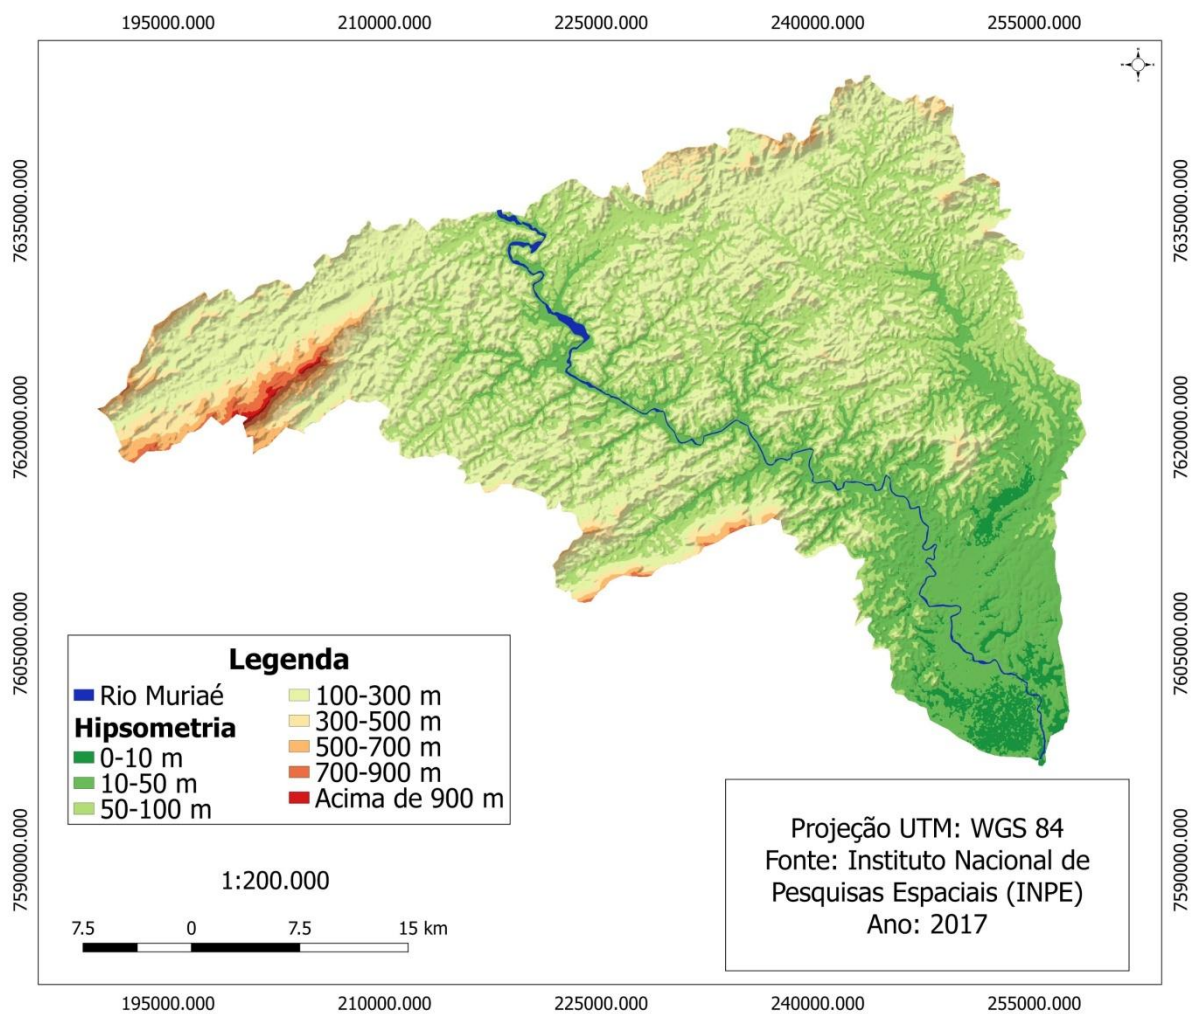 195000.000 210000.000 225000.000 240000.000 255000.000
7635000.000
7620000.000
7605000.000
7590000.000
7635000.000
7620000.000
7605000.000
7590000.000
Legenda
Rio Muriaé
Hipsometria
0-10 m
10-50 m
50-100 m
100-300 m
300-500 m
500-700 m
700-900 m
Acima de 900 m
1:200.000
7.5 0 7.5 15 km
Projeção UTM: WGS 84
Fonte: Instituto Nacional de
Pesquisas Espaciais (INPE)
Ano: 2017
195000.000 210000.000 225000.000 240000.000 255000.000